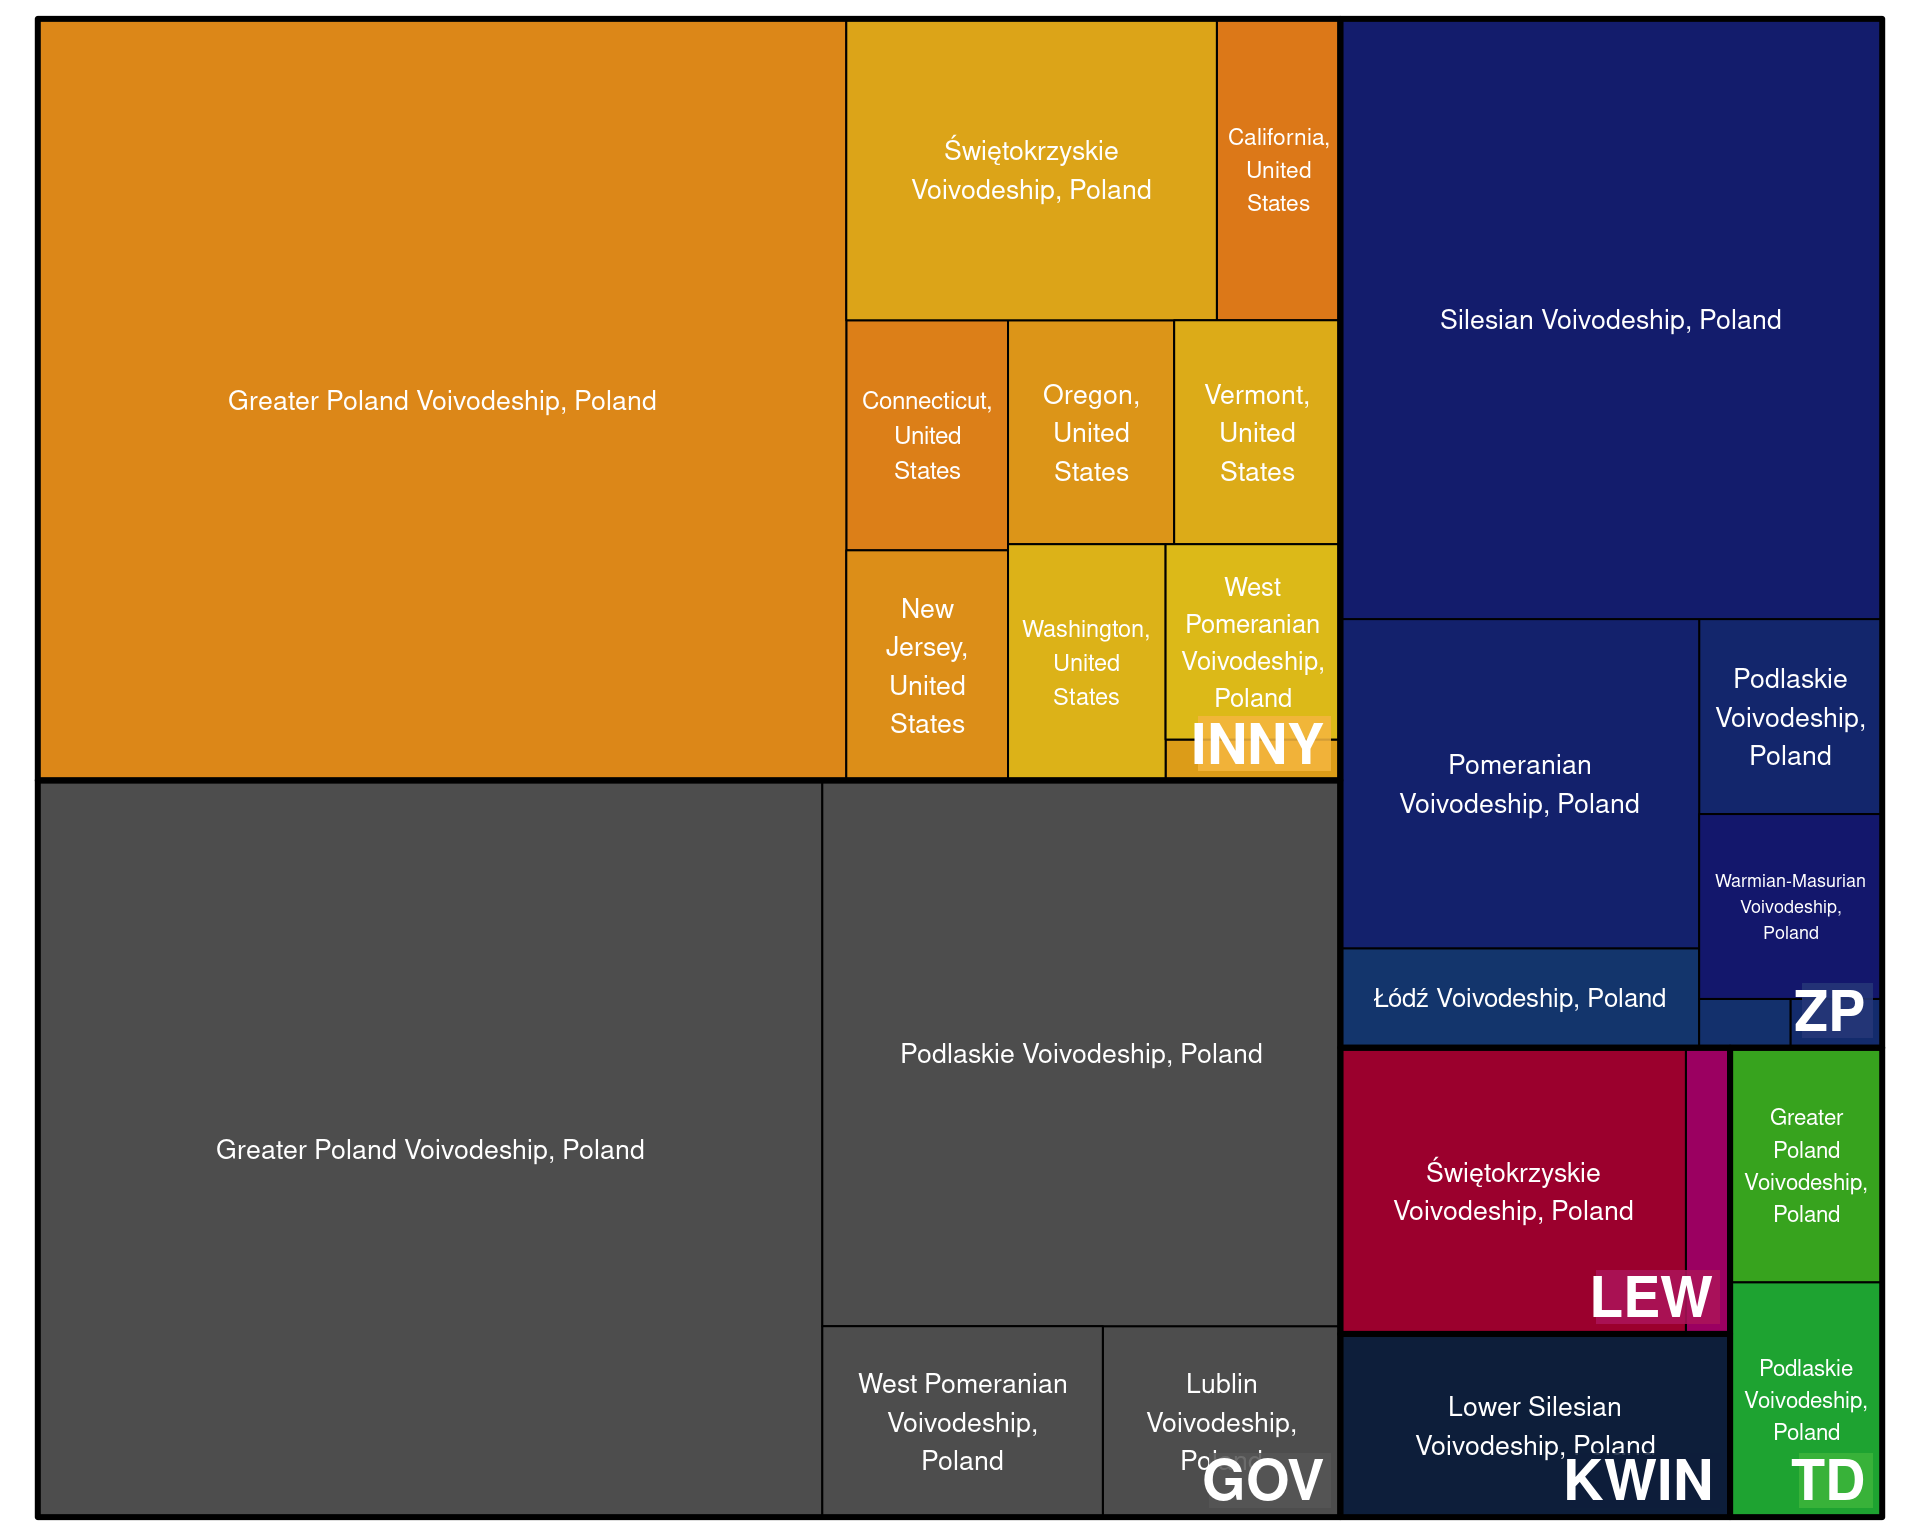 Greater Poland Voivodeship, Poland
Świętokrzyskie
Voivodeship, Poland
California,
United
States
Connecticut,
United
States
Oregon,
United
States
Vermont,
United
States
New
Jersey,
United
States
Washington,
United
States
West
Pomeranian
Voivodeship,
Poland
INNY
Silesian Voivodeship, Poland
Pomeranian
Voivodeship, Poland
Podlaskie
Voivodeship,
Poland
Warmian-Masurian
Voivodeship,
Poland
Łódź Voivodeship, Poland
ZP
Greater Poland Voivodeship, Poland
Podlaskie Voivodeship, Poland
West Pomeranian
Voivodeship,
Poland
Lublin
Voivodeship,
Poland
GOV
Świętokrzyskie
Voivodeship, Poland
LEW
Lower Silesian
Voivodeship, Poland
KWIN
Greater
Poland
Voivodeship,
Poland
Podlaskie
Voivodeship,
Poland
TD